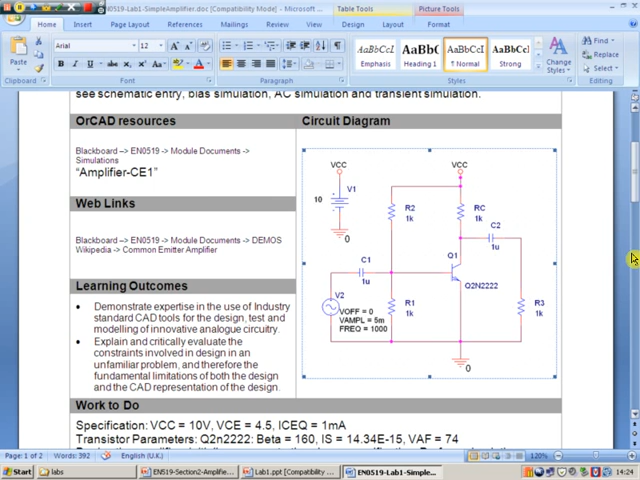 EN0519-Lab1-SimpleAmplifier.doc [Compatibility Mode] - Microsoft
Table Tools
Picture Tools
Home
Insert
Page Layout
References
Mailings
Review
View
Design
Layout
Format
Arial
12
Paste
Clipboard
Font
Paragraph
AaBbCcI
AaBbC
AaBbCcI
AaBbCc
Emphasis
Heading 1
¶ Normal
Strong
Change
Styles
Styles
Find
Replace
Select
Editing
see schematic entry, bias simulation, AC simulation and transient simulation.
OrCAD resources
Circuit Diagram
Blackboard –> EN0519 -> Module Documents ->
Simulations
"Amplifier-CE1"
Web Links
Blackboard –> EN0519 -> Module Documents -> DEMOS
Wikipedia -> Common Emitter Amplifier
Learning Outcomes
• Demonstrate expertise in the use of Industry
standard CAD tools for the design, test and
modelling of innovative analogue circuitry.
• Explain and critically evaluate the
constraints involved in design in an
unfamiliar problem, and therefore the
fundamental limitations of both the design
and the CAD representation of the design.
VCC
VCC
V1
10
0
R2
1k
RC
1k
C2
1u
Q1
Q2N2222
C1
1u
V2
VOFF = 0
VAMPL = 5m
FREQ = 1000
R1
1k
R3
1k
0
Work to Do
Specification: VCC = 10V, VCE = 4.5, ICEQ = 1mA
Transistor Parameters: Q2n2222: Beta = 160, IS = 14.34E-15, VAF = 74
Page: 1 of 2
Words: 392
English (U.K.)
120%
Start
labs
EN519-Section2-Amplifie...
Lab1.ppt [Compatibility ...
EN0519-Lab1-Simple...
14:24